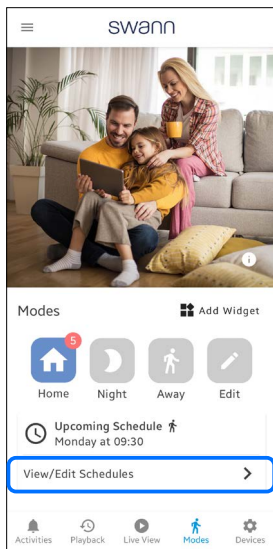 swann
Modes
Add Widget
5
Home Night Away Edit
Upcoming Schedule
Monday at 09:30
View/Edit Schedules
Activities Playback Live View Modes Devices